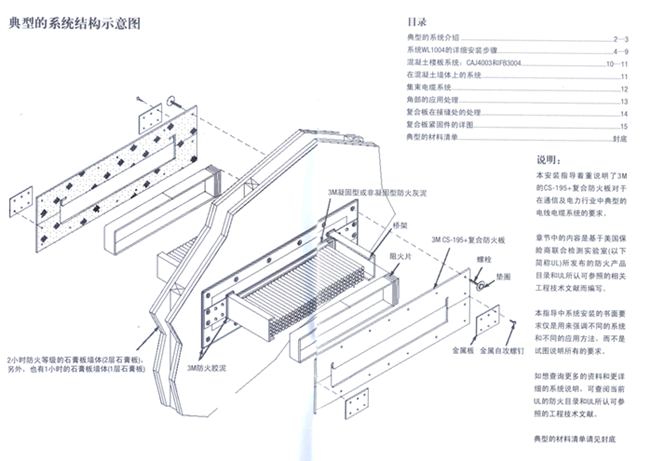 典型的系统结构示意图
目录
典型的系统介绍 2—3
系统WL1004的详细安装步骤 4—9
混凝土楼板系统：CAJ4003和FB3004 10—11
在混凝土墙体上的系统 11
集束电缆系统 12
角部的应用处理 13
复合板在接缝处的处理 14
复合板紧固件的详图 15
典型的材料清单 封底
说明：
本安装指导着重说明了3M
的CS-195+复合防火板对于
在通信及电力行业中典型的
电线电缆系统的要求。
章节中的内容是基于美国保
险商联合检测实验室(以下
简称UL)所发布的防火产品
目录和UL所认可参照的相关
工程技术文献而编写。
本指导中系统安装的书面要
求仅是用来强调不同的系统
和不同的应用方法，而不是
试图说明所有的要求。
如想查询更多的资料和更详
细的系统说明，可查阅当前
UL的防火目录和UL所认可参
照的工程技术文献。
典型的材料清单请见封底
3M凝固型或非凝固型防火灰泥
桥架
3M CS-195+复合防火板
阻火片
螺栓
垫圈
金属板
金属自攻螺钉
3M防火胶泥
2小时防火等级的石膏板墙体(2层石膏板)，
另外，也有1小时的石膏板墙体(1层石膏板)